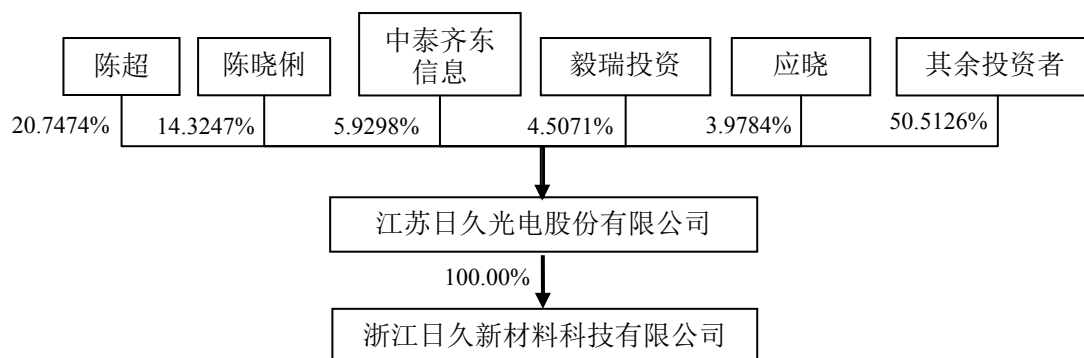 陈超
陈晓俐
中泰齐东
信息
毅瑞投资
应晓
其余投资者
20.7474%
14.3247%
5.9298%
4.5071%
3.9784%
50.5126%
江苏日久光电股份有限公司
100.00%
浙江日久新材料科技有限公司